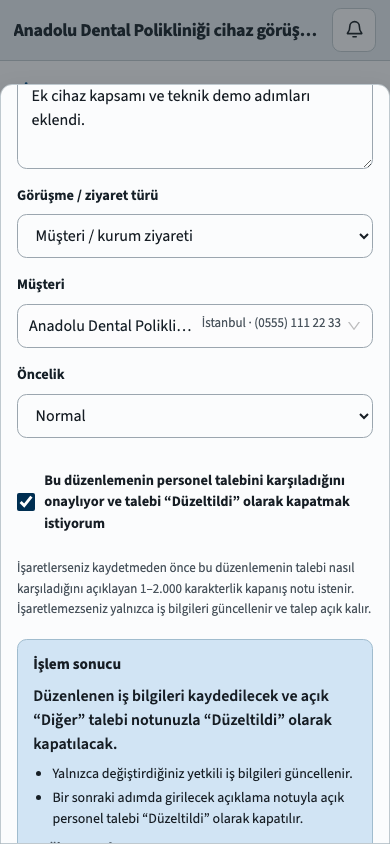 Anadolu Dental Polikliniği cihaz görüş...
Ek cihaz kapsamı ve teknik demo adımları
eklendi.
Görüşme / ziyaret türü
Müşteri / kurum ziyareti
Müşteri
Anadolu Dental Polikli... İstanbul · (0555) 111 22 33
Öncelik
Normal
Bu düzenlemenin personel talebini karşıladığını
onaylıyor ve talebi “Düzeltildi” olarak kapatmak
istiyorum
İşaretlerseniz kaydetmeden önce bu düzenlemenin talebi nasıl
karşıladığını açıklayan 1–2.000 karakterlik kapanış notu istenir.
İşaretlemezseniz yalnızca iş bilgileri güncellenir ve talep açık kalır.
İşlem sonucu
Düzenlenen iş bilgileri kaydedilecek ve açık
“Diğer” talebi notunuzla “Düzeltildi” olarak
kapatılacak.
• Yalnızca değiştirdiğiniz yetkili iş bilgileri güncellenir.
• Bir sonraki adımda girilecek açıklama notuyla açık
personel talebi “Düzeltildi” olarak kapatılır.